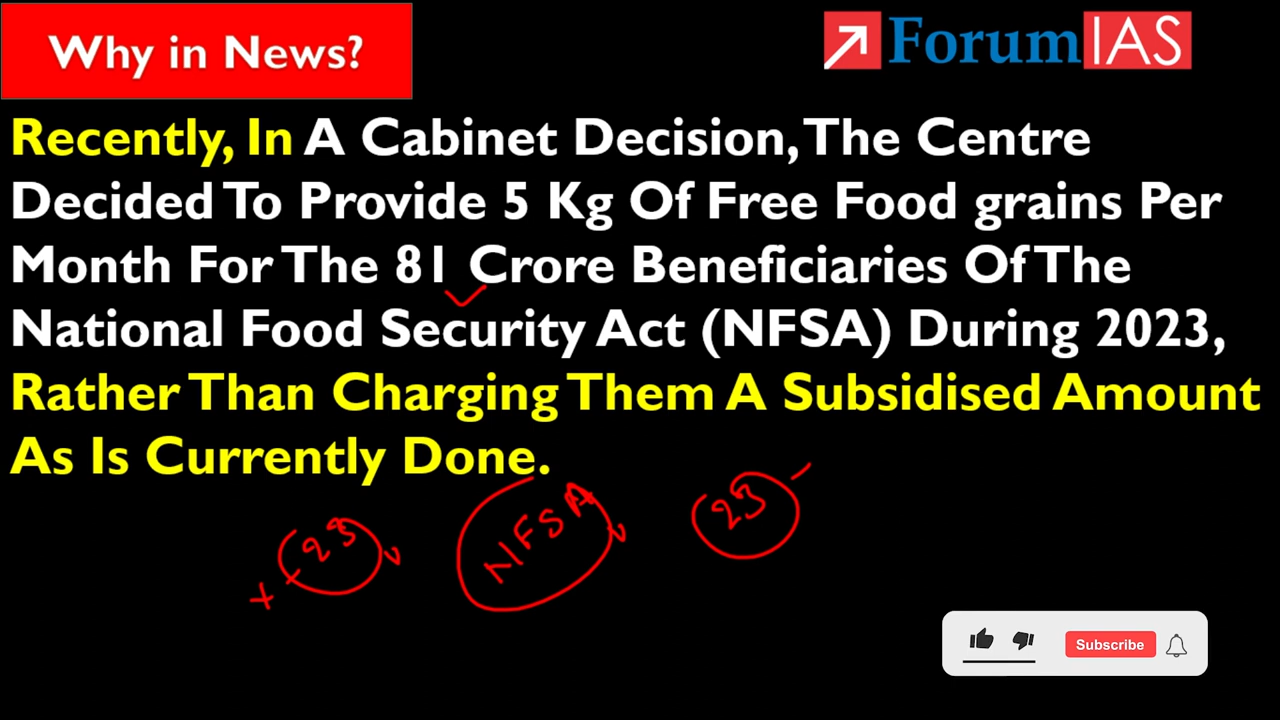 Why in News?
ForumIAS
Recently, In A Cabinet Decision, The Centre
Decided To Provide 5 Kg Of Free Food grains Per
Month For The 81 Crore Beneficiaries Of The
National Food Security Act (NFSA) During 2023,
Rather Than Charging Them A Subsidised Amount
As Is Currently Done.
23 NFSA 23
Subscribe